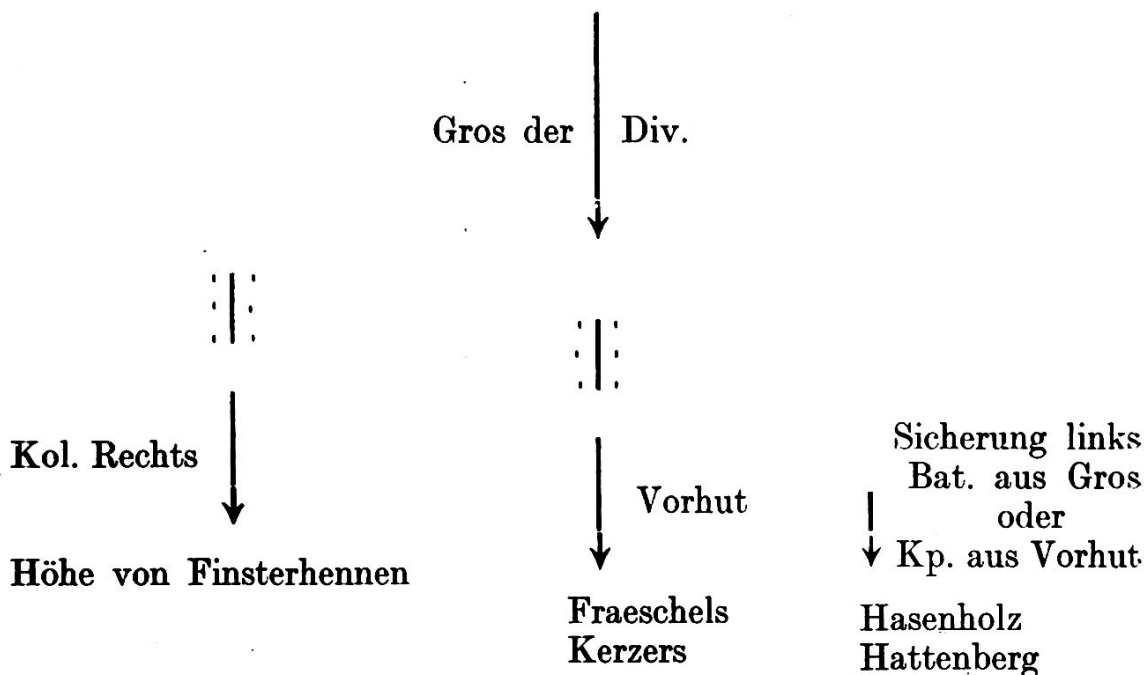 Gros der Div.
Kol. Rechts
Höhe von Finsterhennen
Vorhut
Fraeschels
Kerzers
Sicherung links
Bat. aus Gros
oder
Kp. aus Vorhut
Hasenholz
Hattenberg